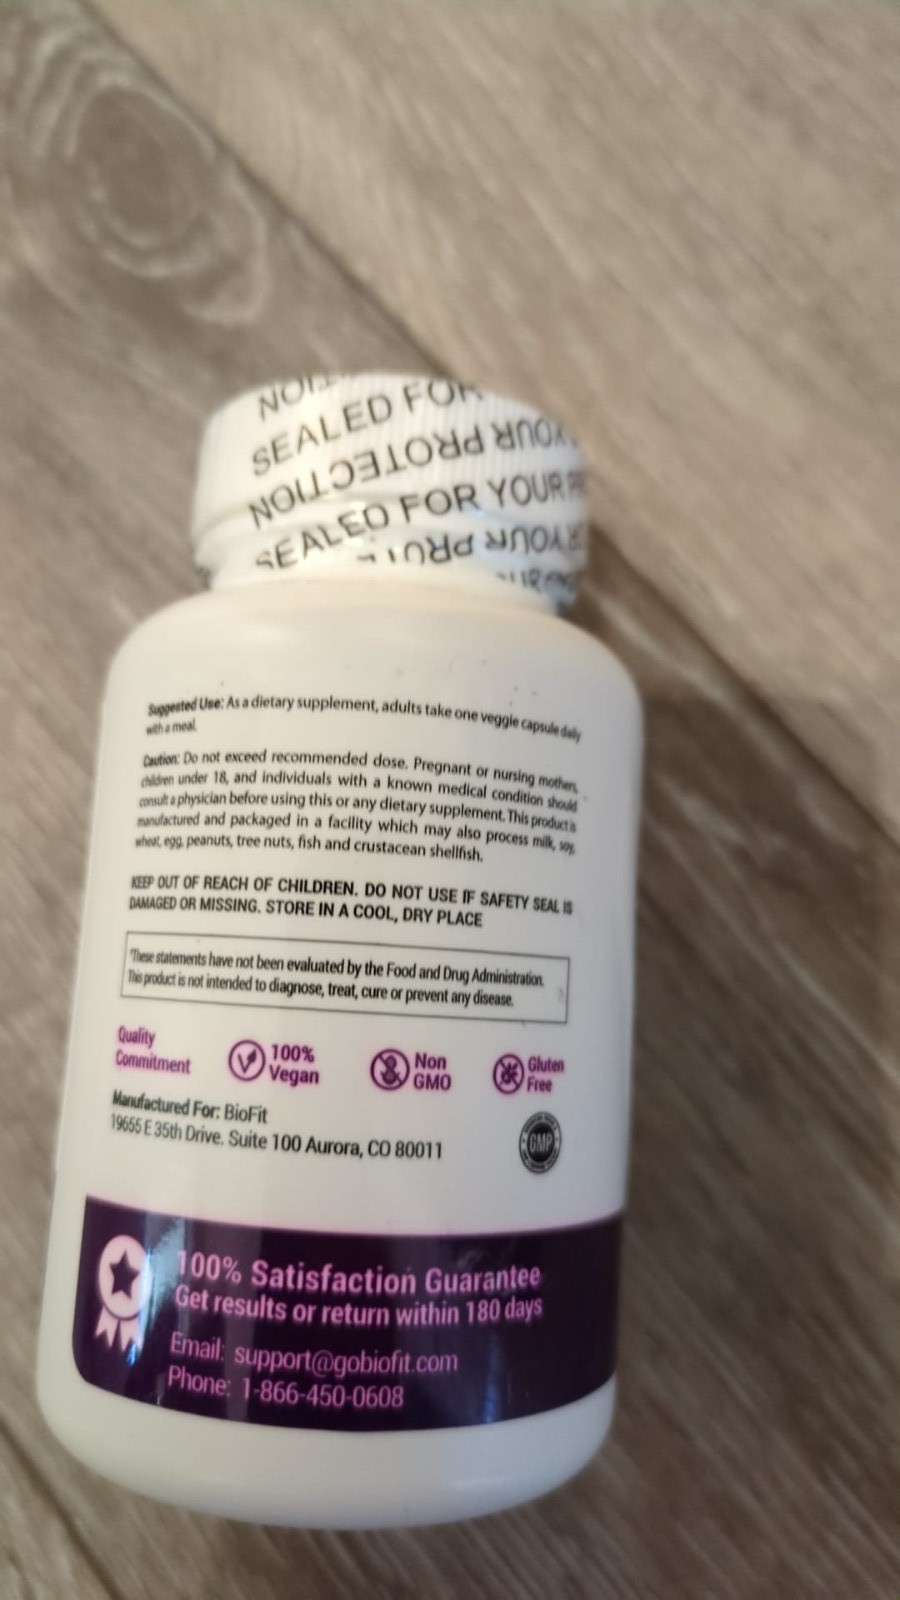 NOIT
SEALED FOR
YOUR PROTECTION
SEALED FOR YOUR
YOUR PRO
Suggested Use: As a dietary supplement, adults take one veggie capsule daily
with a meal.
Caution: Do not exceed recommended dose. Pregnant or nursing mothers,
children under 18, and individuals with a known medical condition should
consult a physician before using this or any dietary supplement. This product is
manufactured and packaged in a facility which may also process milk, soy,
wheat, egg, peanuts, tree nuts, fish and crustacean shellfish.
KEEP OUT OF REACH OF CHILDREN. DO NOT USE IF SAFETY SEAL IS
DAMAGED OR MISSING. STORE IN A COOL, DRY PLACE
*These statements have not been evaluated by the Food and Drug Administration.
This product is not intended to diagnose, treat, cure or prevent any disease.
Quality
Commitment
100%
Vegan
Non
GMO
Gluten
Free
Manufactured For: BioFit
19655 E 35th Drive. Suite 100 Aurora, CO 80011
GMP
100% Satisfaction Guarantee
Get results or return within 180 days
Email: support@gobiofit.com
Phone: 1-866-450-0608